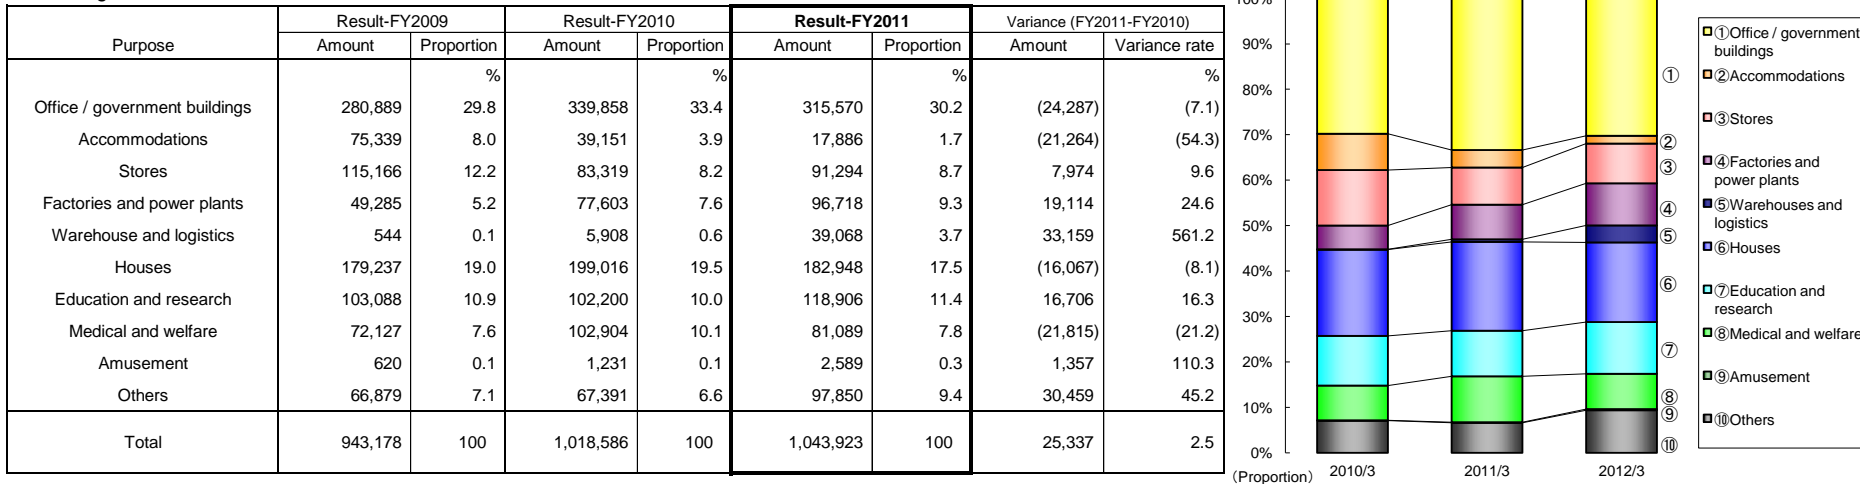 Result-FY2009 Result-FY2010 Result-FY2011 Variance (FY2011-FY2010)
Purpose Amount Proportion Amount Proportion Amount Proportion Amount Variance rate
% % % %
Office / government buildings 280,889 29.8 339,858 33.4 315,570 30.2 (24,287) (7.1)
Accommodations 75,339 8.0 39,151 3.9 17,886 1.7 (21,264) (54.3)
Stores 115,166 12.2 83,319 8.2 91,294 8.7 7,974 9.6
Factories and power plants 49,285 5.2 77,603 7.6 96,718 9.3 19,114 24.6
Warehouse and logistics 544 0.1 5,908 0.6 39,068 3.7 33,159 561.2
Houses 179,237 19.0 199,016 19.5 182,948 17.5 (16,067) (8.1)
Education and research 103,088 10.9 102,200 10.0 118,906 11.4 16,706 16.3
Medical and welfare 72,127 7.6 102,904 10.1 81,089 7.8 (21,815) (21.2)
Amusement 620 0.1 1,231 0.1 2,589 0.3 1,357 110.3
Others 66,879 7.1 67,391 6.6 97,850 9.4 30,459 45.2
Total 943,178 100 1,018,586 100 1,043,923 100 25,337 2.5
100%
90%
80%
70%
60%
50%
40%
30%
20%
10%
0%
(Proportion) 2010/3 2011/3 2012/3
①
②
③
④
⑤
⑥
⑦
⑧
⑨
⑩
①Office / government
buildings
②Accommodations
③Stores
④Factories and
power plants
⑤Warehouses and
logistics
⑥Houses
⑦Education and
research
⑧Medical and welfare
⑨Amusement
⑩Others